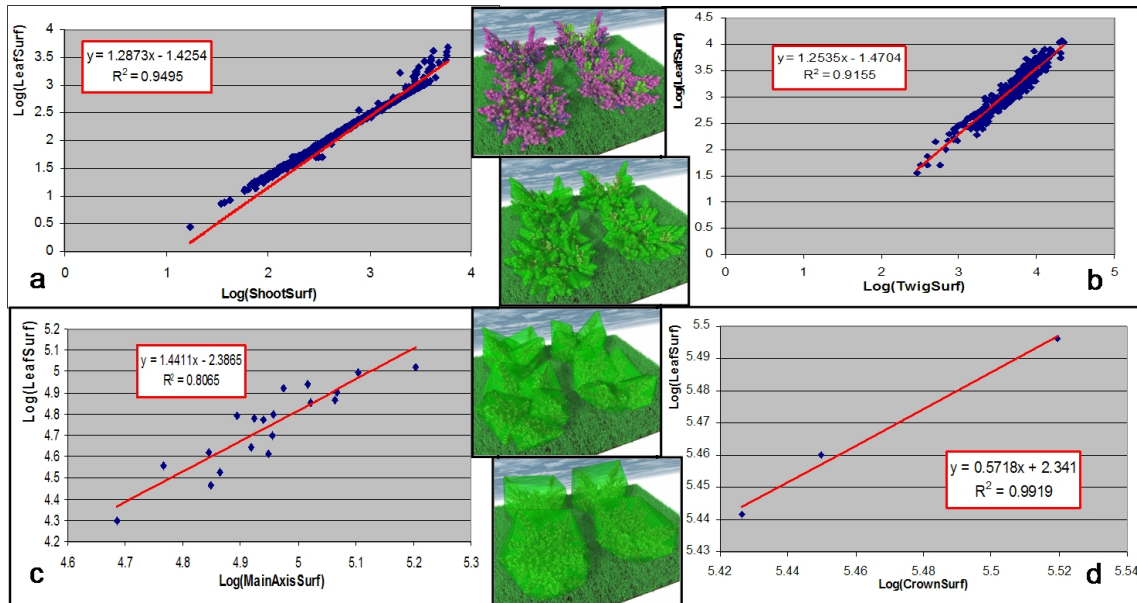 Log(LeafSurf)
4
3.5
3
2.5
2
1.5
1
0.5
0
y = 1.2873x - 1.4254
R² = 0.9495
0 1 2 3 4
Log(ShootSurf)
a
Log(LeafSurf)
4.5
4
3.5
3
2.5
2
1.5
1
0.5
0
y = 1.2535x - 1.4704
R² = 0.9155
0 1 2 3 4 5
Log(TwigSurf)
b
Log(LeafSurf)
5.2
5.1
5
4.9
4.8
4.7
4.6
4.5
4.4
4.3
4.2
y = 1.4411x - 2.3865
R² = 0.8065
4.6 4.7 4.8 4.9 5 5.1 5.2 5.3
Log(MainAxisSurf)
c
Log(LeafSurf)
5.5
5.49
5.48
5.47
5.46
5.45
5.44
5.43
y = 0.5718x + 2.341
R² = 0.9919
5.42 5.44 5.46 5.48 5.5 5.52 5.54
Log(CrownSurf)
d